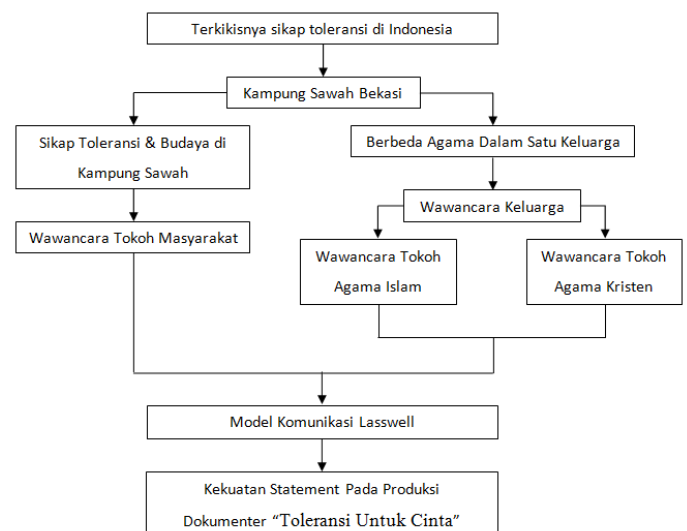 Terkikisnya sikap toleransi di Indonesia
Kampung Sawah Bekasi
Sikap Toleransi & Budaya di
Kampung Sawah
Berbeda Agama Dalam Satu Keluarga
Wawancara Keluarga
Wawancara Tokoh Masyarakat
Wawancara Tokoh
Agama Islam
Wawancara Tokoh
Agama Kristen
Model Komunikasi Lasswell
Kekuatan Statement Pada Produksi
Dokumenter “Toleransi Untuk Cinta”